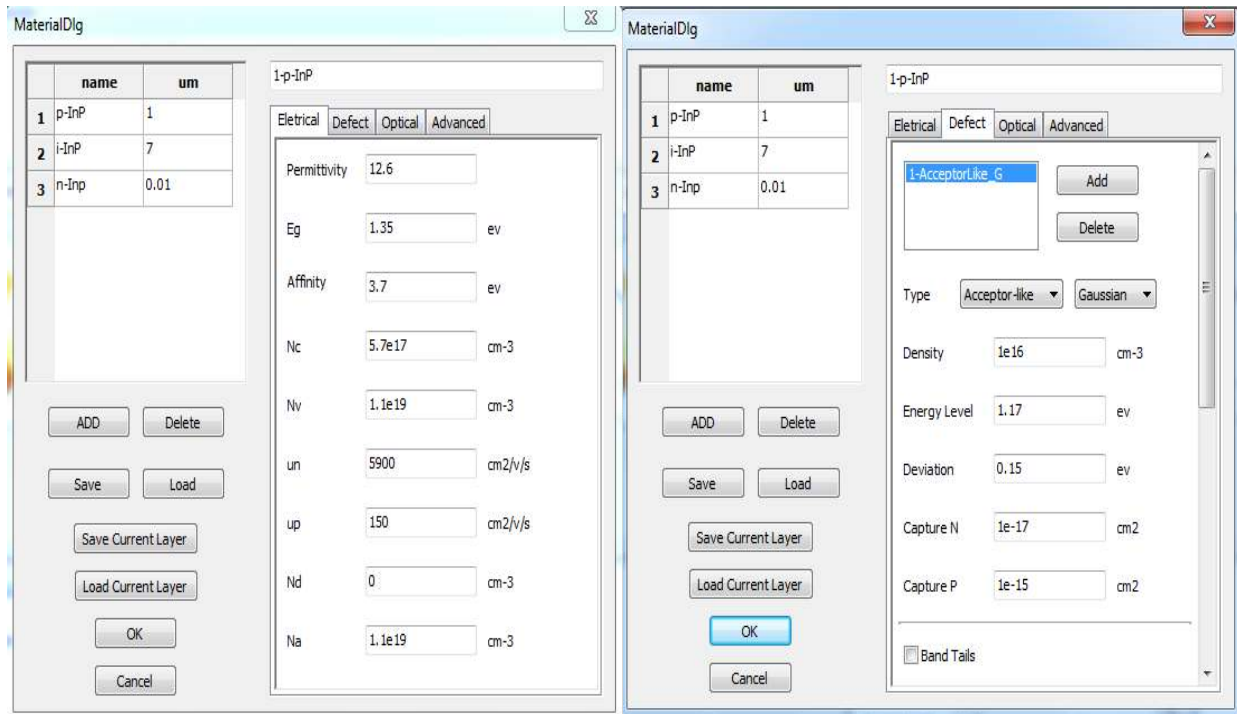 MaterialDlg
name um
1 p-InP 1
2 i-InP 7
3 n-Inp 0.01
ADD Delete
Save Load
Save Current Layer
Load Current Layer
OK
Cancel
1-p-InP
Eletrical Defect Optical Advanced
Permittivity 12.6
Eg 1.35 ev
Affinity 3.7 ev
Nc 5.7e17 cm-3
Nv 1.1e19 cm-3
un 5900 cm2/v/s
up 150 cm2/v/s
Nd 0 cm-3
Na 1.1e19 cm-3
MaterialDlg
name um
1 p-InP 1
2 i-InP 7
3 n-Inp 0.01
ADD Delete
Save Load
Save Current Layer
Load Current Layer
OK
Cancel
1-p-InP
Eletrical Defect Optical Advanced
1-AcceptorLike_G
Add
Delete
Type Acceptor-like Gaussian
Density 1e16 cm-3
Energy Level 1.17 ev
Deviation 0.15 ev
Capture N 1e-17 cm2
Capture P 1e-15 cm2
Band Tails